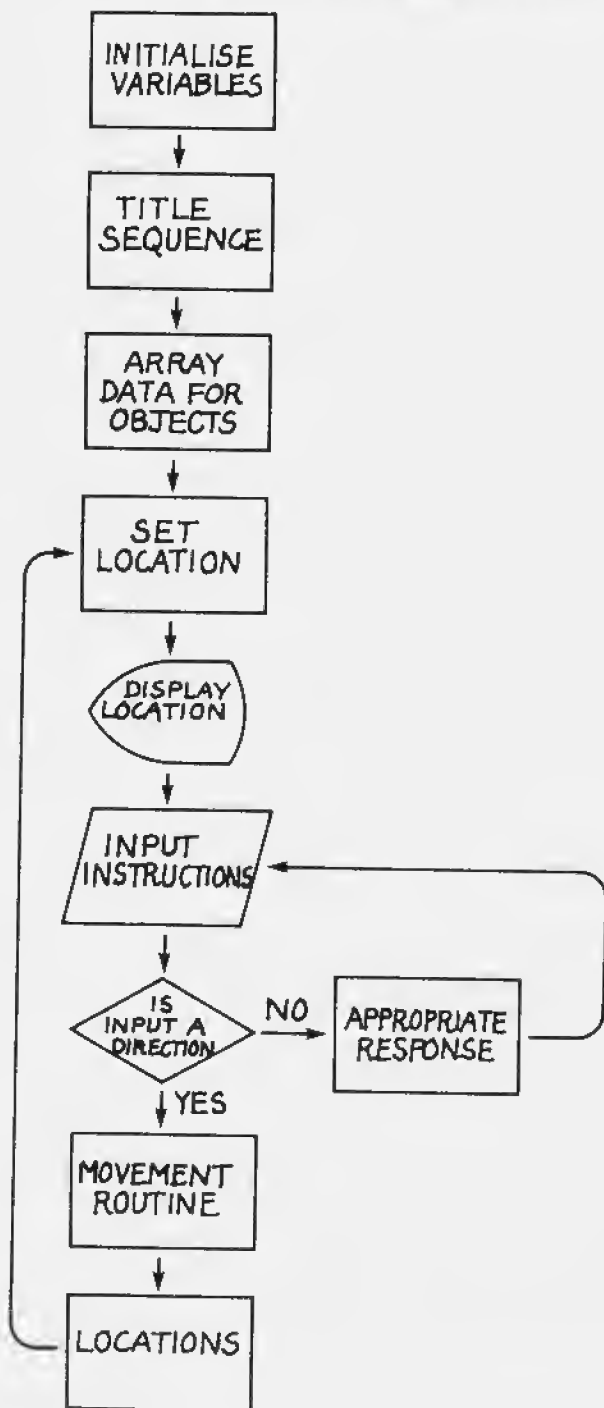 INITIALISE
VARIABLES
TITLE
SEQUENCE
ARRAY
DATA FOR
OBJECTS
SET
LOCATION
DISPLAY
LOCATION
INPUT
INSTRUCTIONS
IS
INPUT A
DIRECTION
NO
APPROPRIATE
RESPONSE
YES
MOVEMENT
ROUTINE
LOCATIONS